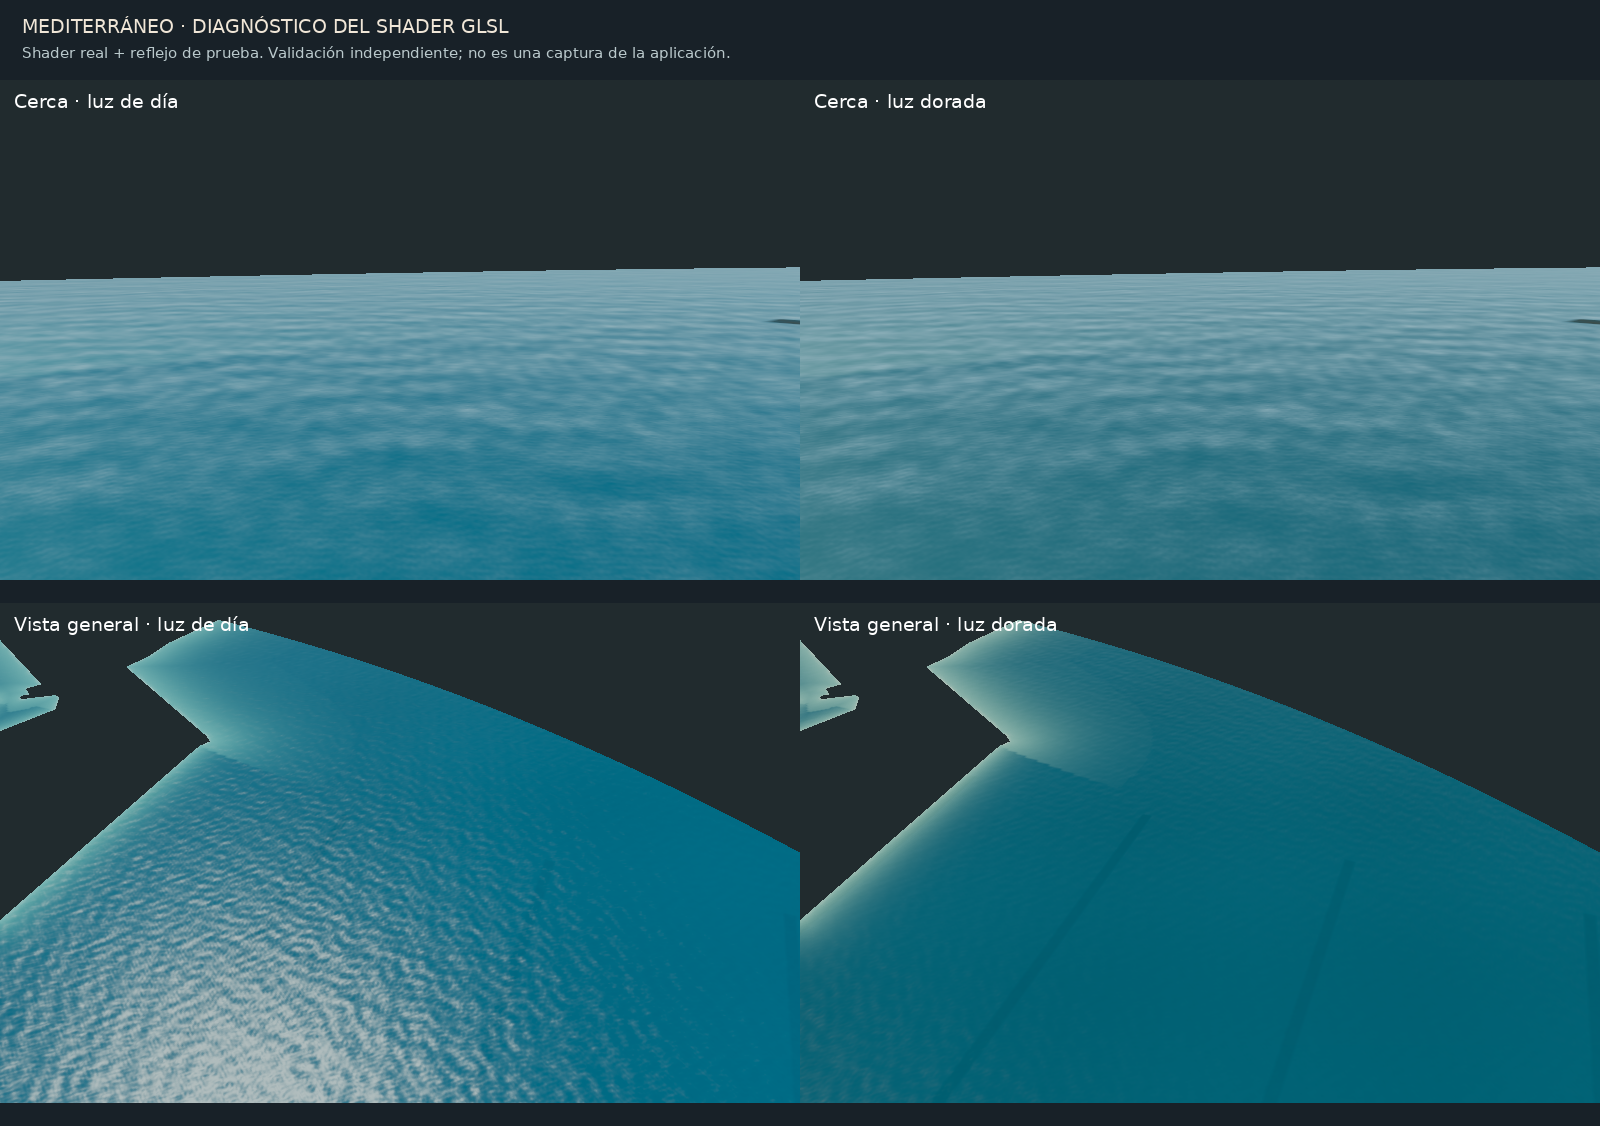 MEDITERRÁNEO · DIAGNÓSTICO DEL SHADER GLSL
Shader real + reflejo de prueba. Validación independiente; no es una captura de la aplicación.
Cerca · luz de día
Cerca · luz dorada
Vista general · luz de día
Vista general · luz dorada